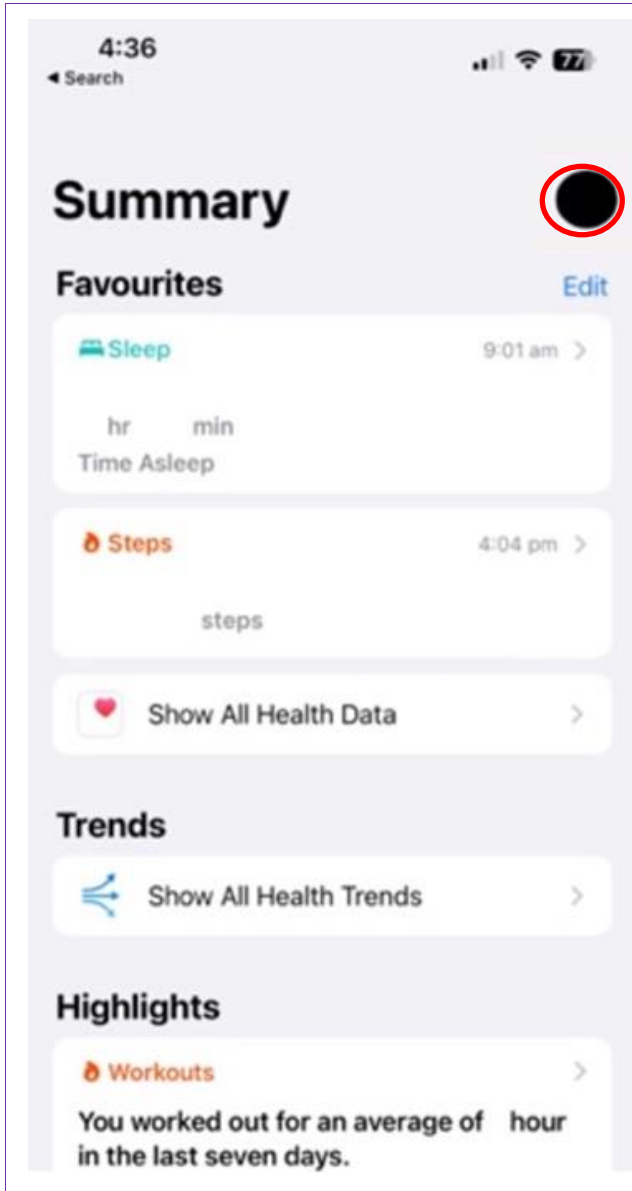 4:36 77
◀ Search
Summary
Favourites Edit
Sleep 9:01 am >
hr min
Time Asleep
Steps 4:04 pm >
steps
Show All Health Data >
Trends
Show All Health Trends >
Highlights
Workouts >
You worked out for an average of hour
in the last seven days.